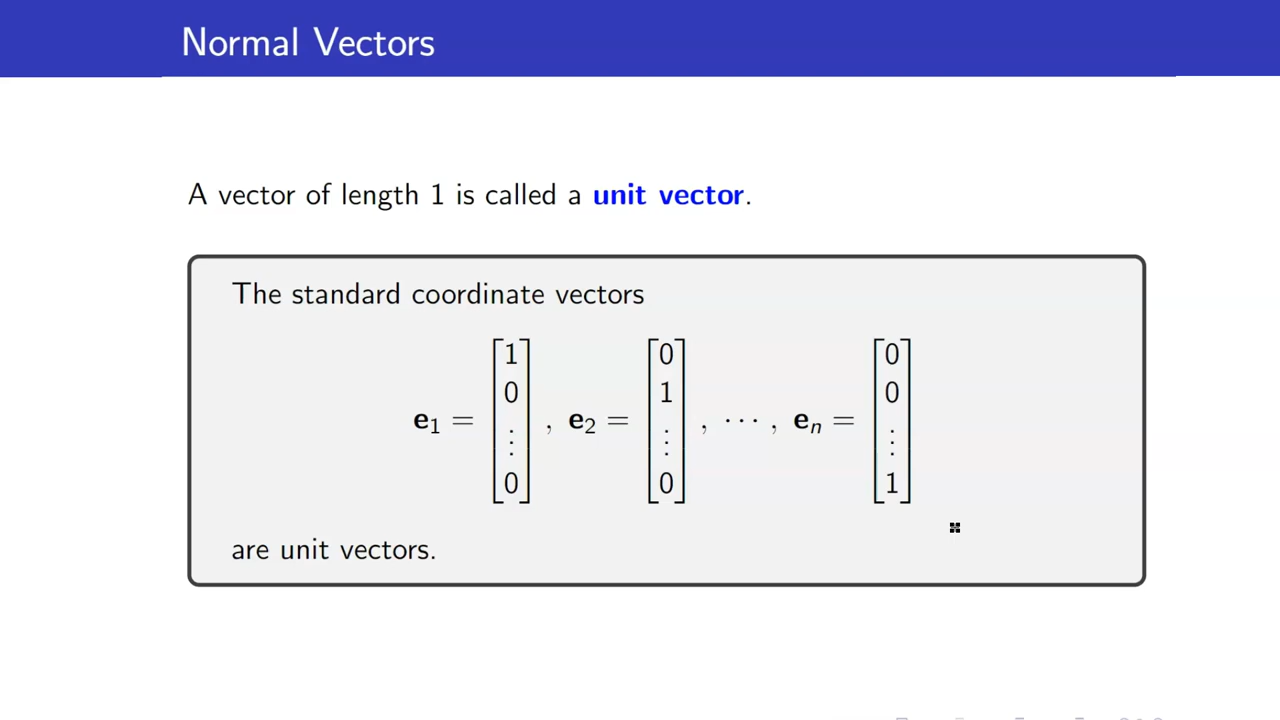 Normal Vectors
A vector of length 1 is called a unit vector.
The standard coordinate vectors
e₁ = [1 0 ⋮ 0], e₂ = [0 1 ⋮ 0], ⋯, eₙ = [0 0 ⋮ 1]
are unit vectors.